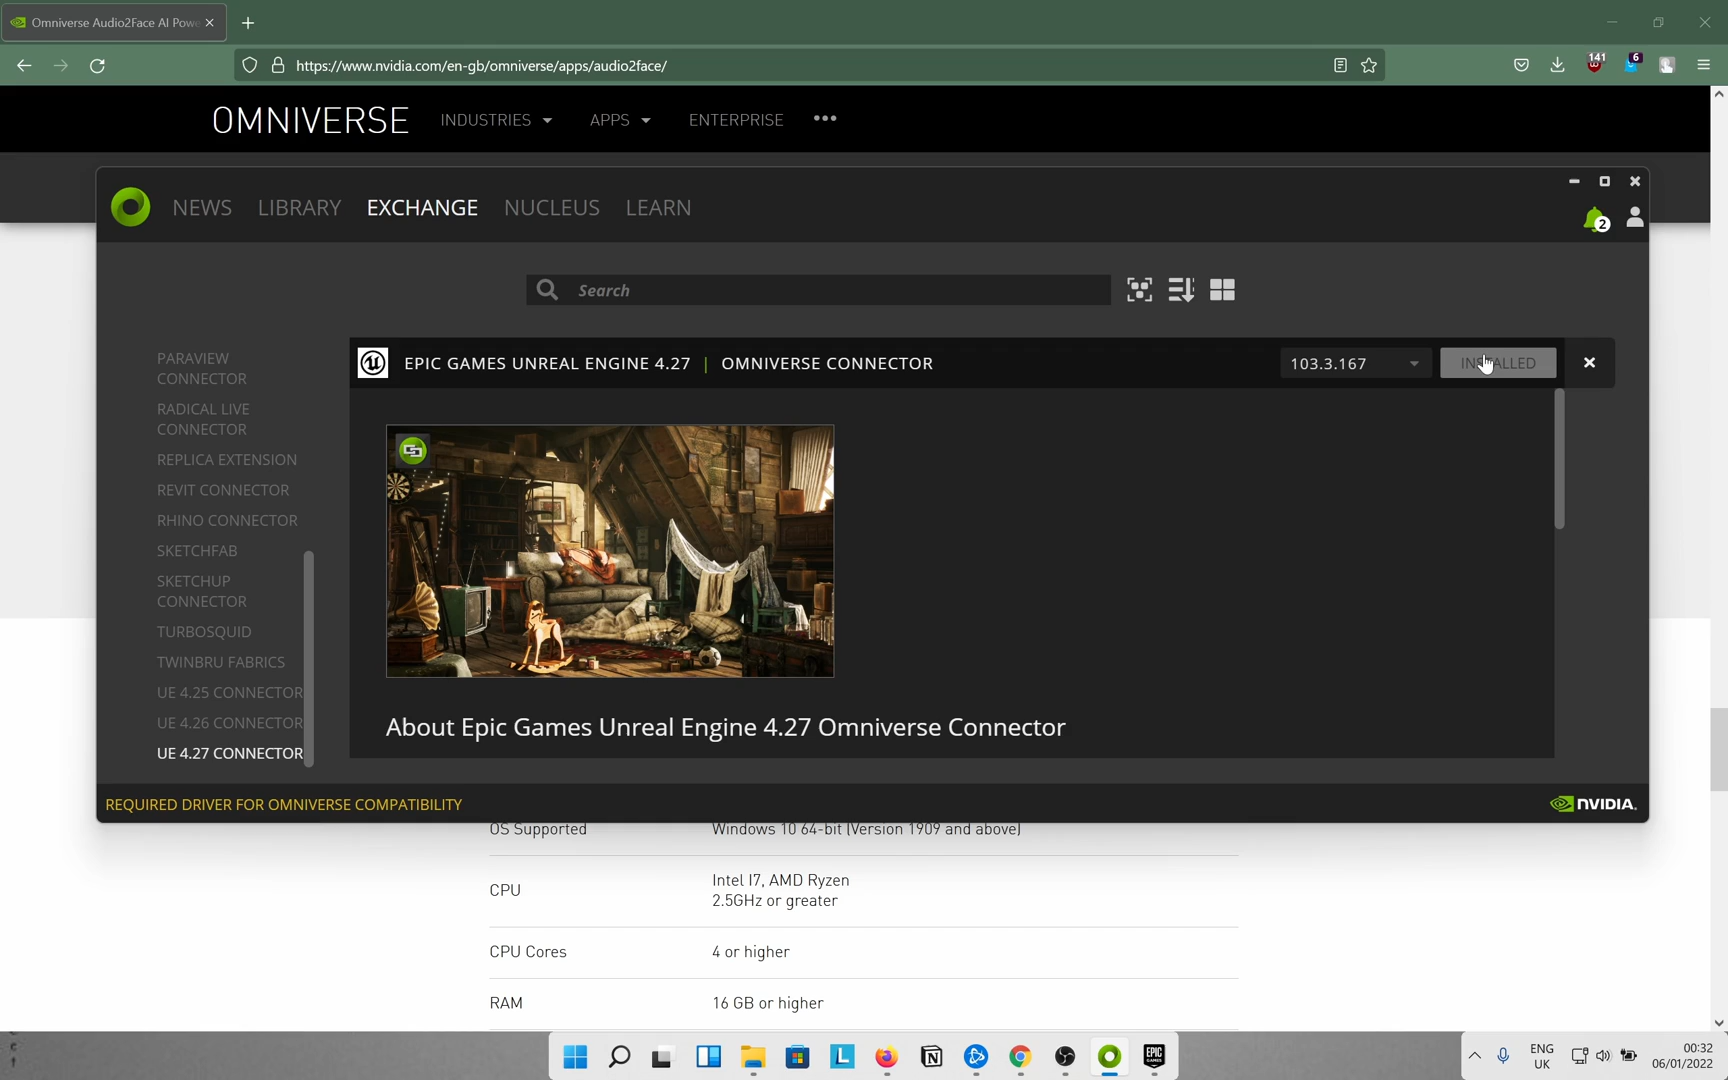 Omniverse Audio2Face AI Pow
https://www.nvidia.com/en-gb/omniverse/apps/audio2face/
141
6
OMNIVERSE
INDUSTRIES
APPS
ENTERPRISE
NEWS
LIBRARY
EXCHANGE
NUCLEUS
LEARN
2
Search
PARAVIEW
CONNECTOR
RADICAL LIVE
CONNECTOR
REPLICA EXTENSION
REVIT CONNECTOR
RHINO CONNECTOR
SKETCHFAB
SKETCHUP
CONNECTOR
TURBOSQUID
TWINBRU FABRICS
UE 4.25 CONNECTOR
UE 4.26 CONNECTOR
UE 4.27 CONNECTOR
EPIC GAMES UNREAL ENGINE 4.27 | OMNIVERSE CONNECTOR
103.3.167
INSTALLED
About Epic Games Unreal Engine 4.27 Omniverse Connector
REQUIRED DRIVER FOR OMNIVERSE COMPATIBILITY
NVIDIA.
OS Supported
Windows 10 64-bit (Version 1909 and above)
CPU
Intel I7, AMD Ryzen
2.5GHz or greater
CPU Cores
4 or higher
RAM
16 GB or higher
EPIC
GAMES
ENG
UK
00:32
06/01/2022